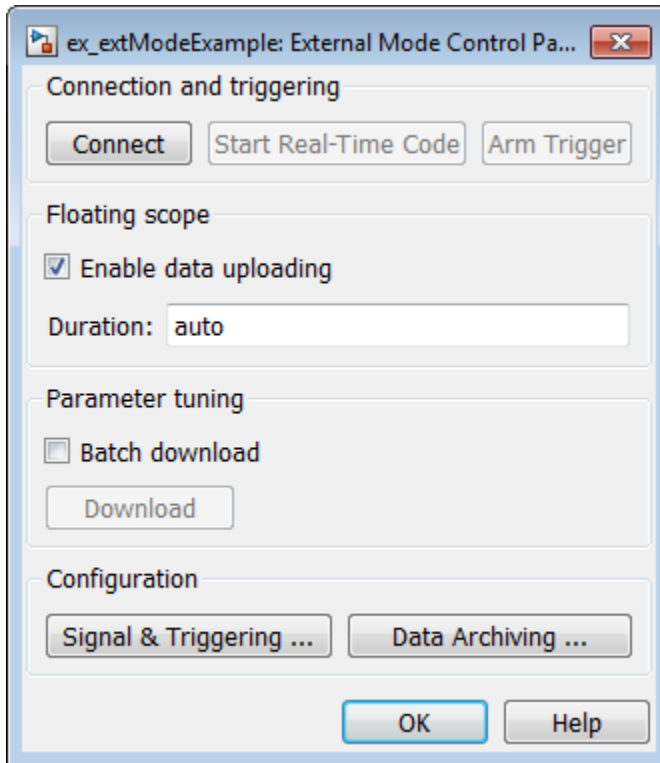 ex_extModeExample: External Mode Control Pa...
Connection and triggering
Connect Start Real-Time Code Arm Trigger
Floating scope
Enable data uploading
Duration: auto
Parameter tuning
Batch download
Download
Configuration
Signal & Triggering ... Data Archiving ...
OK Help